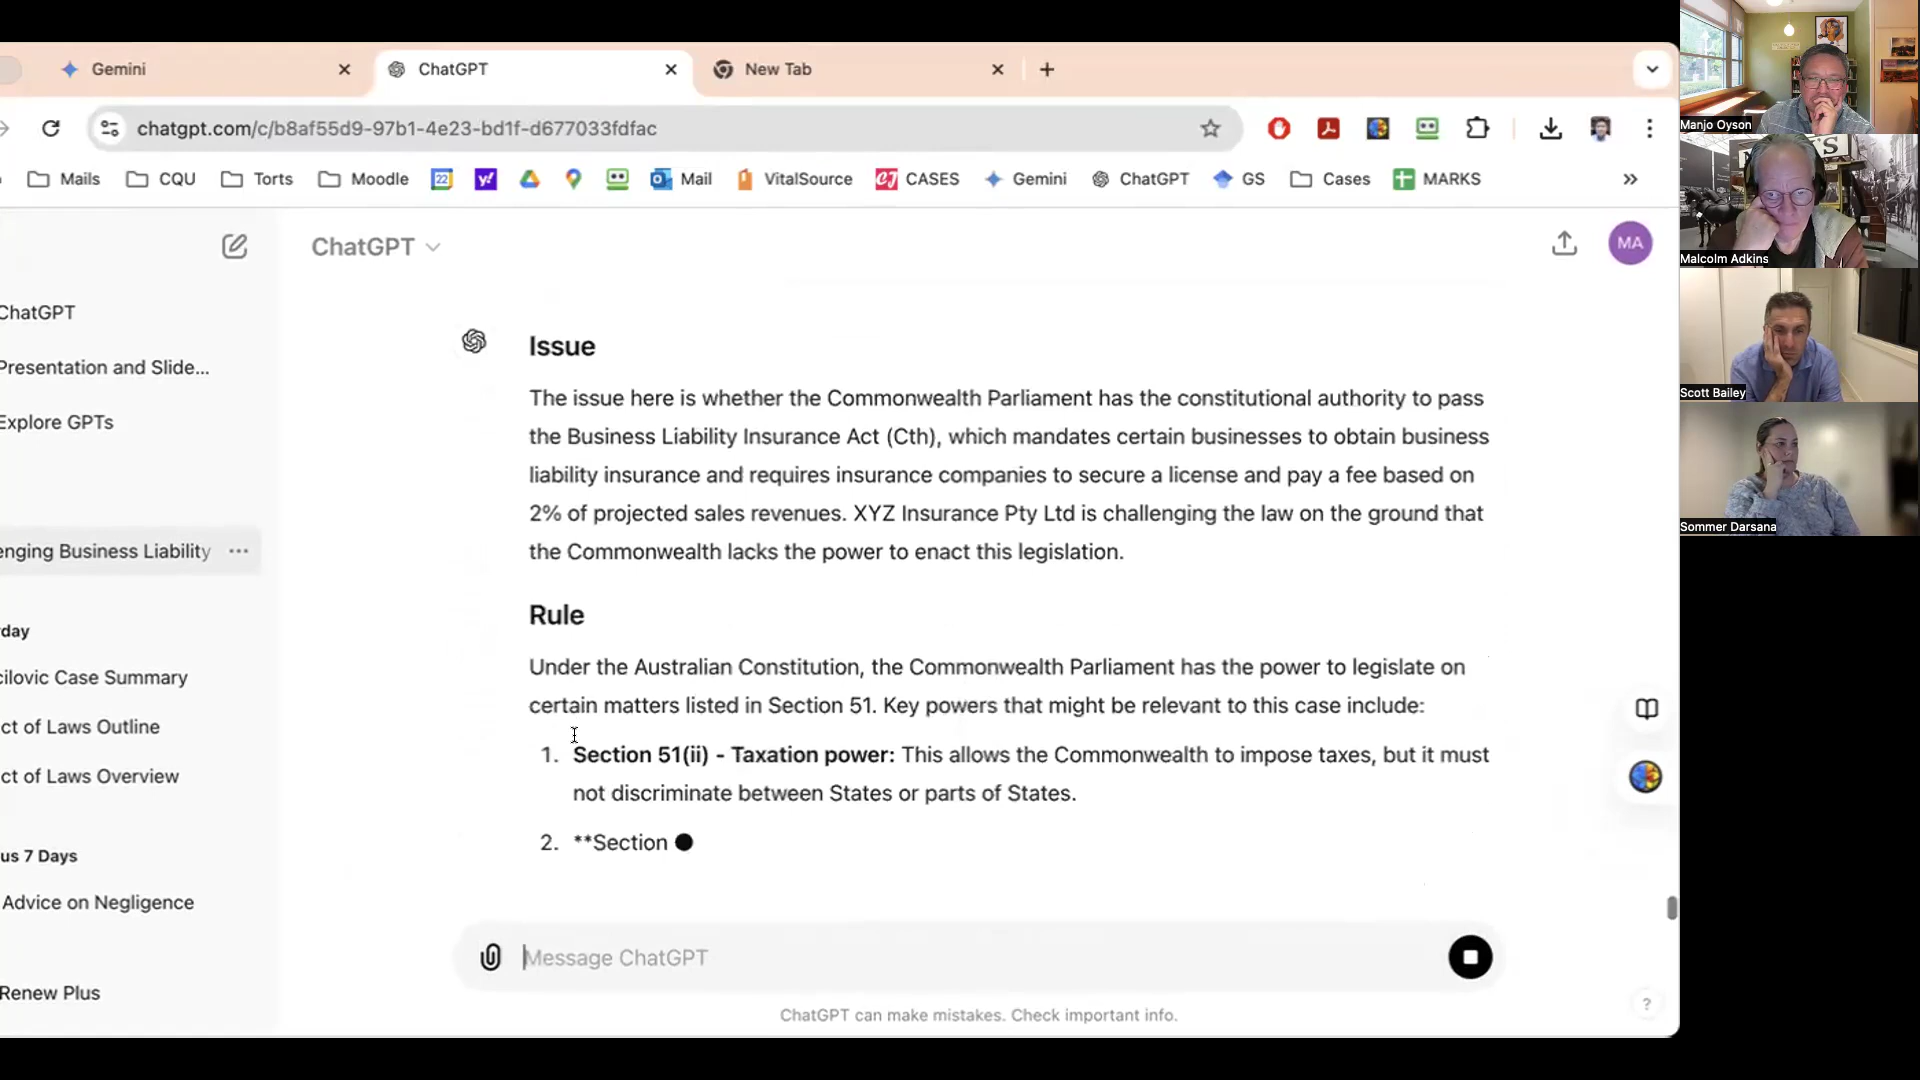 Gemini
ChatGPT
New Tab
chatgpt.com/c/b8af55d9-97b1-4e23-bd1f-d677033fdfac
Mails CQU Torts Moodle 22 Mail VitalSource CASES Gemini ChatGPT GS Cases MARKS
ChatGPT
MA
ChatGPT
Presentation and Slide...
Explore GPTs
enging Business Liability
day
cilovic Case Summary
ct of Laws Outline
ct of Laws Overview
us 7 Days
Advice on Negligence
Renew Plus
Issue
The issue here is whether the Commonwealth Parliament has the constitutional authority to pass
the Business Liability Insurance Act (Cth), which mandates certain businesses to obtain business
liability insurance and requires insurance companies to secure a license and pay a fee based on
2% of projected sales revenues. XYZ Insurance Pty Ltd is challenging the law on the ground that
the Commonwealth lacks the power to enact this legislation.
Rule
Under the Australian Constitution, the Commonwealth Parliament has the power to legislate on
certain matters listed in Section 51. Key powers that might be relevant to this case include:
1. Section 51(ii) - Taxation power: This allows the Commonwealth to impose taxes, but it must
not discriminate between States or parts of States.
2. **Section
Message ChatGPT
ChatGPT can make mistakes. Check important info.
?
Manjo Oyson
Malcolm Adkins
Scott Bailey
Sommer Darsana